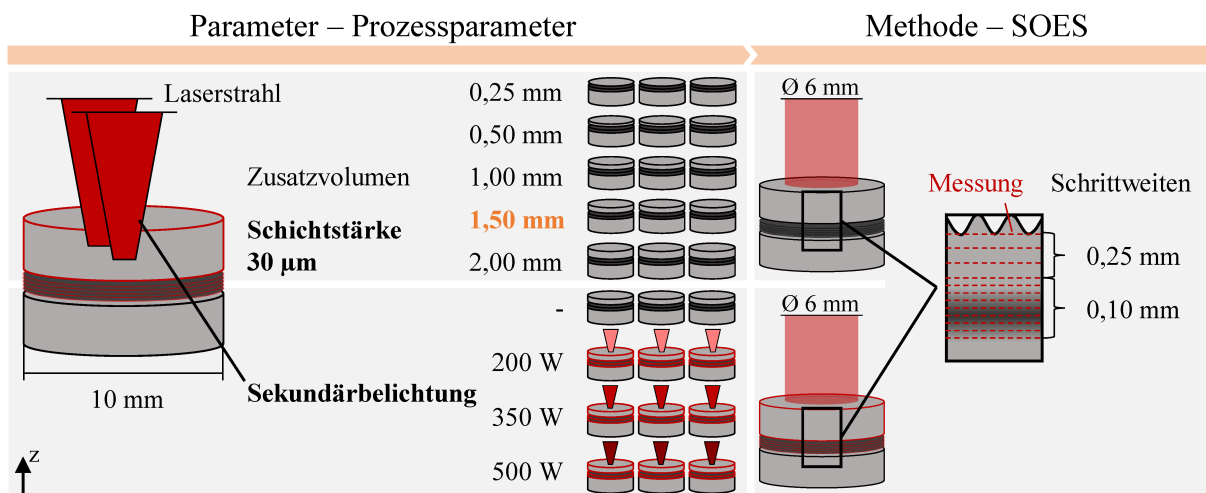 Parameter – Prozessparameter
Methode – SOES
Laserstrahl
Zusatzvolumen
Schichtstärke
30 µm
0,25 mm
0,50 mm
1,00 mm
1,50 mm
2,00 mm
-
200 W
350 W
500 W
Sekundärbelichtung
10 mm
z
Ø 6 mm
Ø 6 mm
Messung
Schrittweiten
0,25 mm
0,10 mm